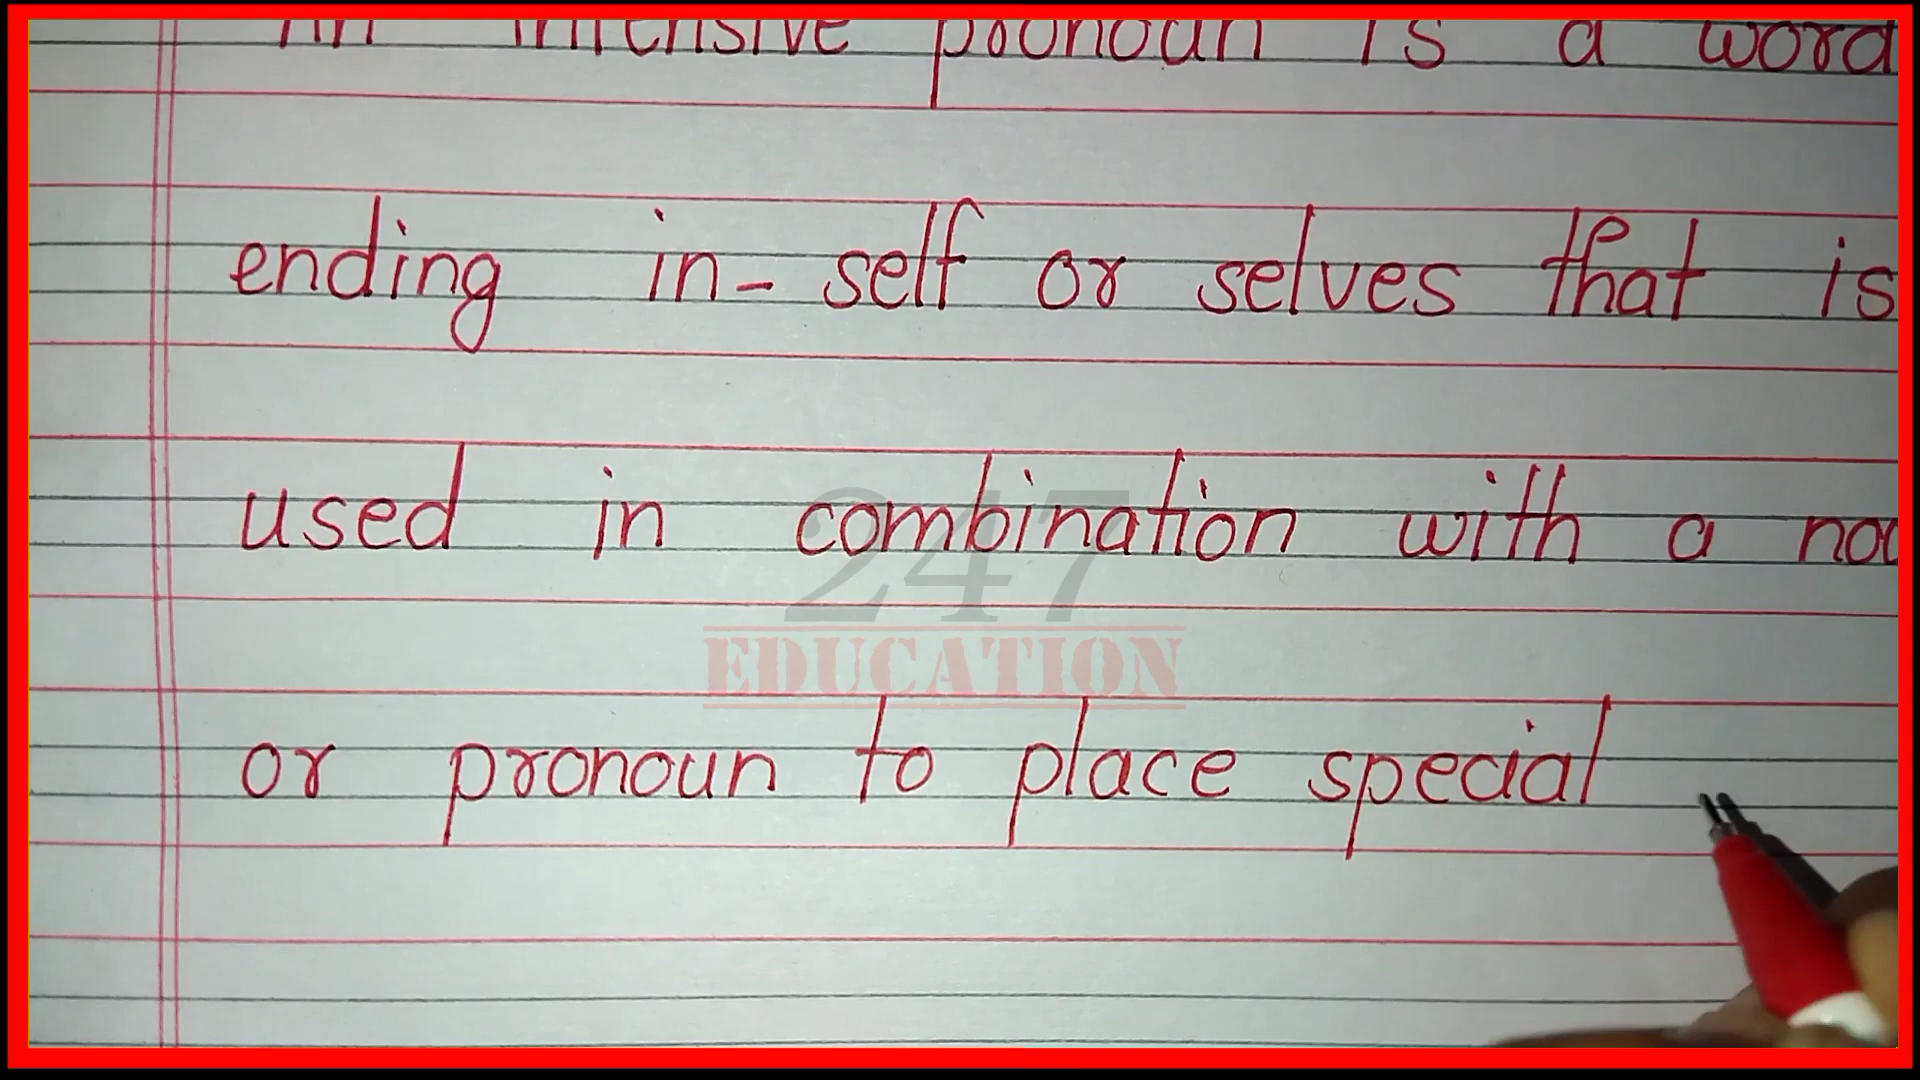 An intensive pronoun is a word
ending in- self or selves that is
used in combination with a nou
247
EDUCATION
or pronoun to place special